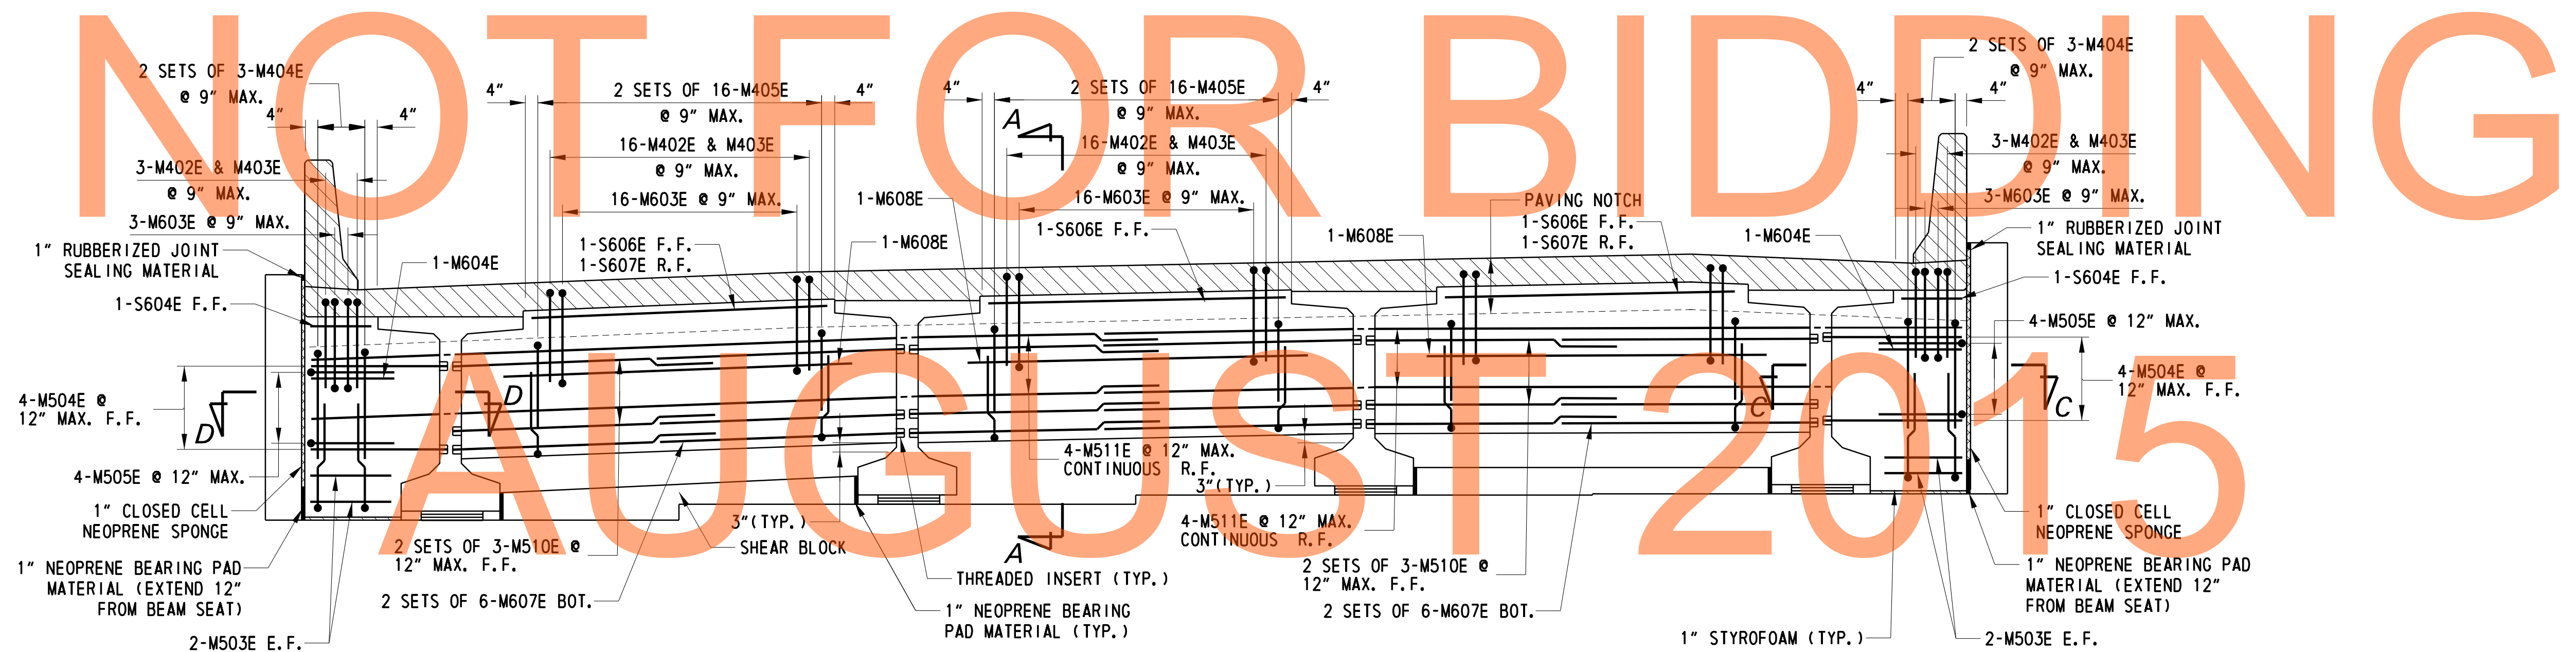 NOT FOR BIDDING
AUGUST 2015
2 SETS OF 3-M404E
@ 9" MAX.
4"
4"
3-M402E & M403E
@ 9" MAX.
3-M603E @ 9" MAX.
1" RUBBERIZED JOINT
SEALING MATERIAL
1-S604E F.F.
1-M604E
4-M504E @
12" MAX. F.F.
D
D
4-M505E @ 12" MAX.
1" CLOSED CELL
NEOPRENE SPONGE
1" NEOPRENE BEARING PAD
MATERIAL (EXTEND 12"
FROM BEAM SEAT)
2-M503E E.F.
4"
2 SETS OF 16-M405E
4"
@ 9" MAX.
16-M402E & M403E
@ 9" MAX.
16-M603E @ 9" MAX.
1-S606E F.F.
1-S607E R.F.
1-M608E
1-M608E
2 SETS OF 3-M510E @
12" MAX. F.F.
2 SETS OF 6-M607E BOT.
3"(TYP.)
SHEAR BLOCK
THREADED INSERT (TYP.)
1" NEOPRENE BEARING
PAD MATERIAL (TYP.)
4"
2 SETS OF 16-M405E
4"
@ 9" MAX.
A
16-M402E & M403E
@ 9" MAX.
16-M603E @ 9" MAX.
1-S606E F.F.
4-M511E @ 12" MAX.
CONTINUOUS R.F.
3"(TYP.)
A
4-M511E @ 12" MAX.
CONTINUOUS R.F.
2 SETS OF 3-M510E @
12" MAX. F.F.
2 SETS OF 6-M607E BOT.
PAVING NOTCH
1-S606E F.F.
1-S607E R.F.
1-M608E
1-M604E
2 SETS OF 3-M404E
@ 9" MAX.
4"
4"
3-M402E & M403E
@ 9" MAX.
3-M603E @ 9" MAX.
1" RUBBERIZED JOINT
SEALING MATERIAL
1-S604E F.F.
4-M505E @ 12" MAX.
4-M504E @
12" MAX. F.F.
C
C
1" CLOSED CELL
NEOPRENE SPONGE
1" NEOPRENE BEARING PAD
MATERIAL (EXTEND 12"
FROM BEAM SEAT)
1" STYROFOAM (TYP.)
2-M503E E.F.